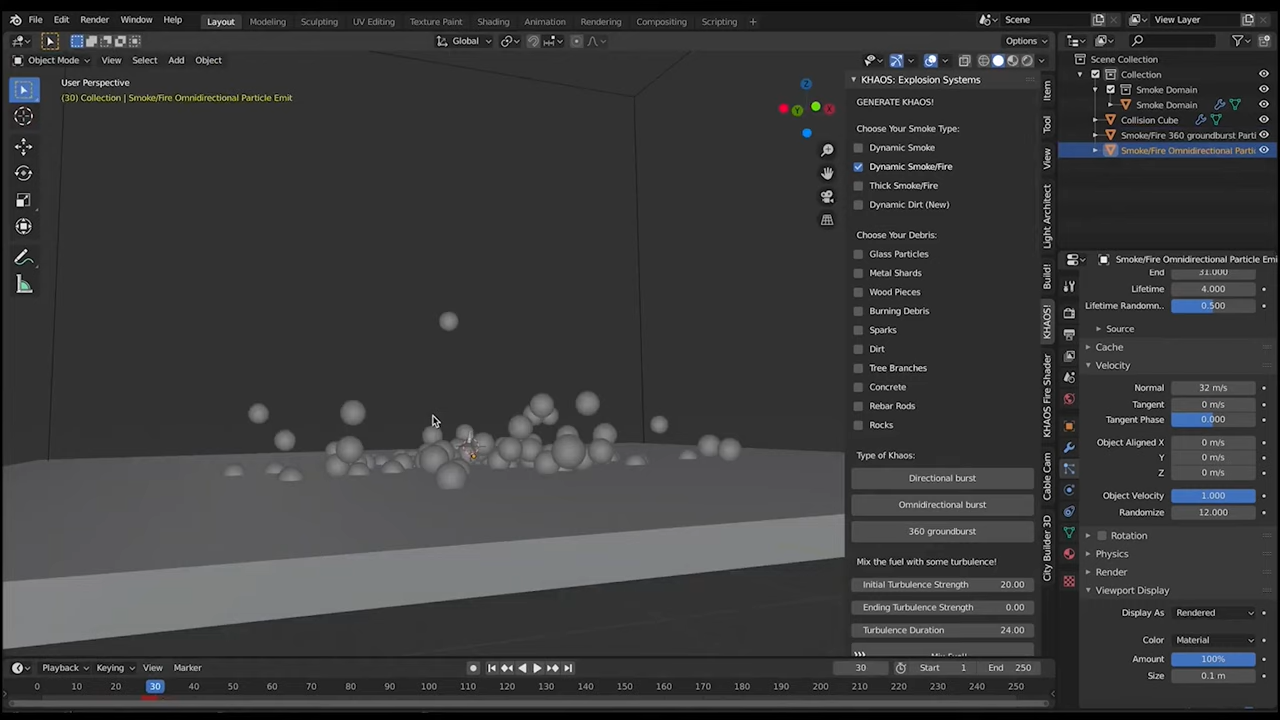 File Edit Render Window Help Layout Modeling Sculpting UV Editing Texture Paint Shading Animation Rendering Compositing Scripting + Scene View Layer
Global Options
Object Mode View Select Add Object
User Perspective
(30) Collection | Smoke/Fire Omnidirectional Particle Emit
Z
Y
KHAOS: Explosion Systems
GENERATE KHAOS!
Choose Your Smoke Type:
Dynamic Smoke
Dynamic Smoke/Fire
Thick Smoke/Fire
Dynamic Dirt (New)
Choose Your Debris:
Glass Particles
Metal Shards
Wood Pieces
Burning Debris
Sparks
Dirt
Tree Branches
Concrete
Rebar Rods
Rocks
Type of Khaos:
Directional burst
Omnidirectional burst
360 groundburst
Mix the fuel with some turbulence!
Initial Turbulence Strength 20.00
Ending Turbulence Strength 0.00
Turbulence Duration 24.00
Item
Tool
View
Light Architect
Build!
KHAOS!
KHAOS Fire Shader
Cable Cam
City Builder 3D
Scene Collection
Collection
Smoke Domain
Smoke Domain
Collision Cube
Smoke/Fire 360 groundburst Parti
Smoke/Fire Omnidirectional Partic
Smoke/Fire Omnidirectional Particle Emi
End 31.000
Lifetime 4.000
Lifetime Randomn.. 0.500
Source
Cache
Velocity
Normal 32 m/s
Tangent 0 m/s
Tangent Phase 0.000
Object Aligned X 0 m/s
Y 0 m/s
Z 0 m/s
Object Velocity 1.000
Randomize 12.000
Rotation
Physics
Render
Viewport Display
Display As Rendered
Color Material
Amount 100%
Size 0.1 m
Playback Keying View Marker 30 Start 1 End 250
0 10 20 30 40 50 60 70 80 90 100 110 120 130 140 150 160 170 180 190 200 210 220 230 240 250